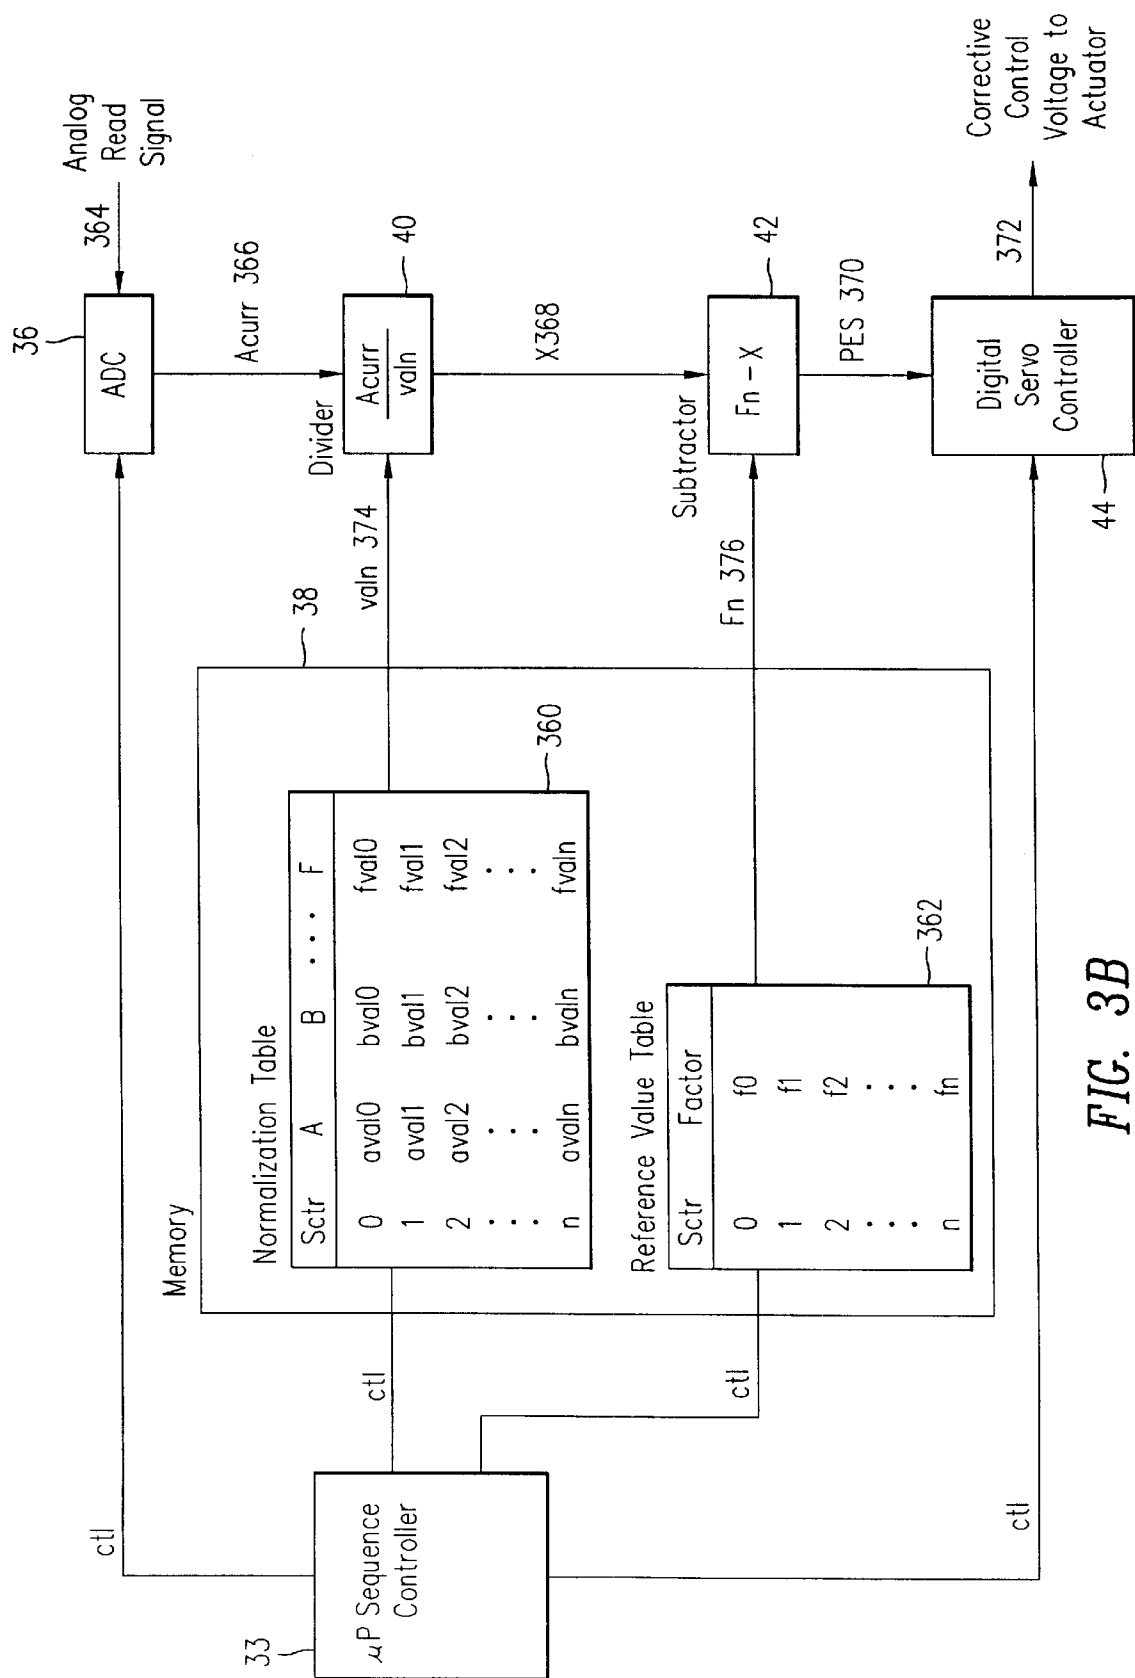 Analog
Read
Signal
364
36
ADC
ctl
Acurr 366
Divider
Acurr
valn
40
valn 374
X368
Memory
38
Normalization Table
Sctr A B .... F
0 aval0 bval0 fval0
1 aval1 bval1 fval1
2 aval2 bval2 fval2
... ... ... ...
n avaln bvaln fvaln
360
ctl
33
µP Sequence
Controller
Reference Value Table
Sctr Factor
0 f0
1 f1
2 f2
... ...
n fn
362
ctl
Fn 376
Subtractor
Fn - X
42
PES 370
ctl
Digital
Servo
Controller
44
372
Corrective
Control
Voltage to
Actuator
FIG. 3B